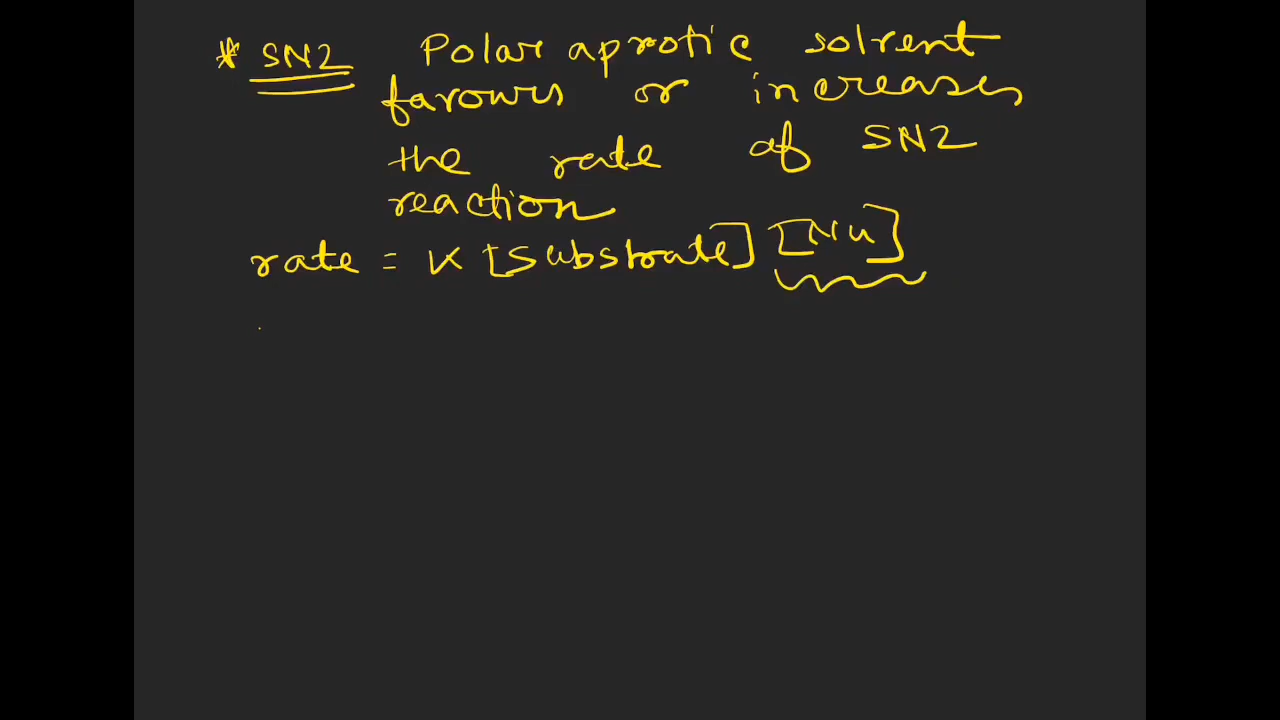 * SN2 Polar aprotic solvent
favours or increases
the rate of SN2
reaction
rate = K [Substrate] [Nu]